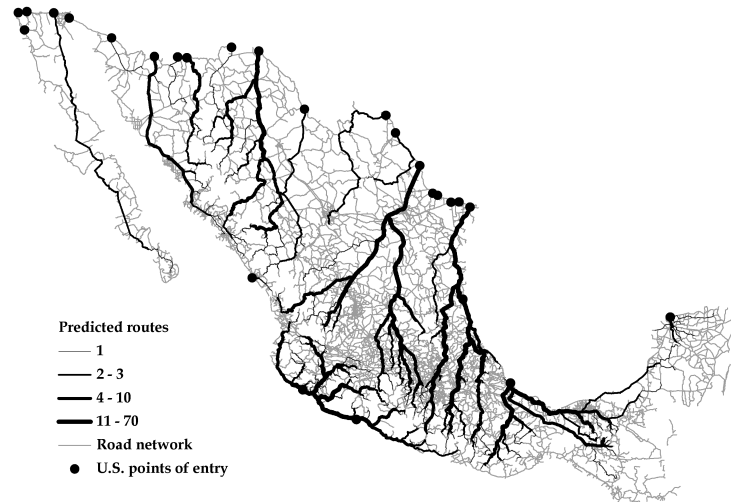 Predicted routes
1
2 - 3
4 - 10
11 - 70
Road network
U.S. points of entry